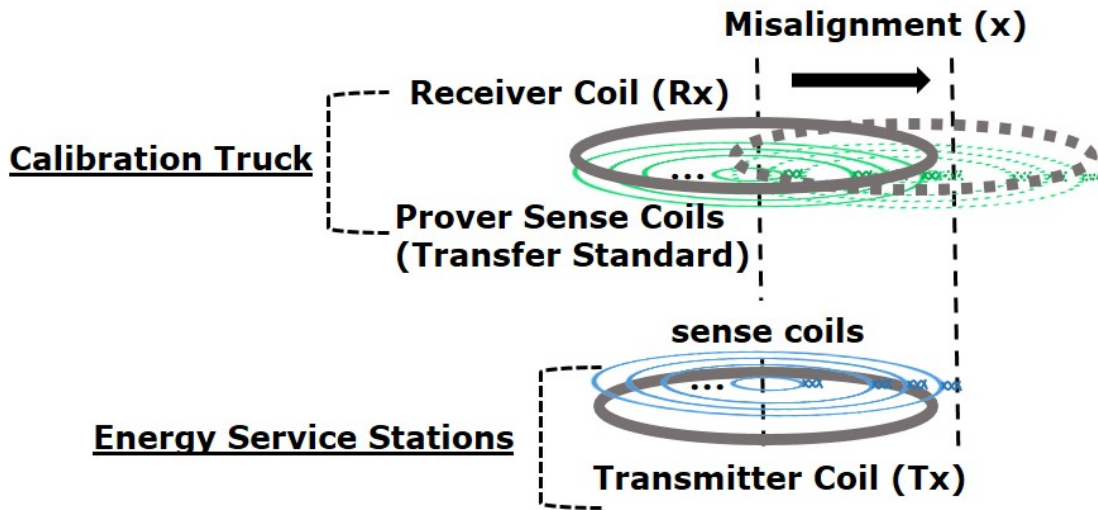 Misalignment (x)
Receiver Coil (Rx)
Calibration Truck
...
Prover Sense Coils
(Transfer Standard)
sense coils
...
Energy Service Stations
Transmitter Coil (Tx)